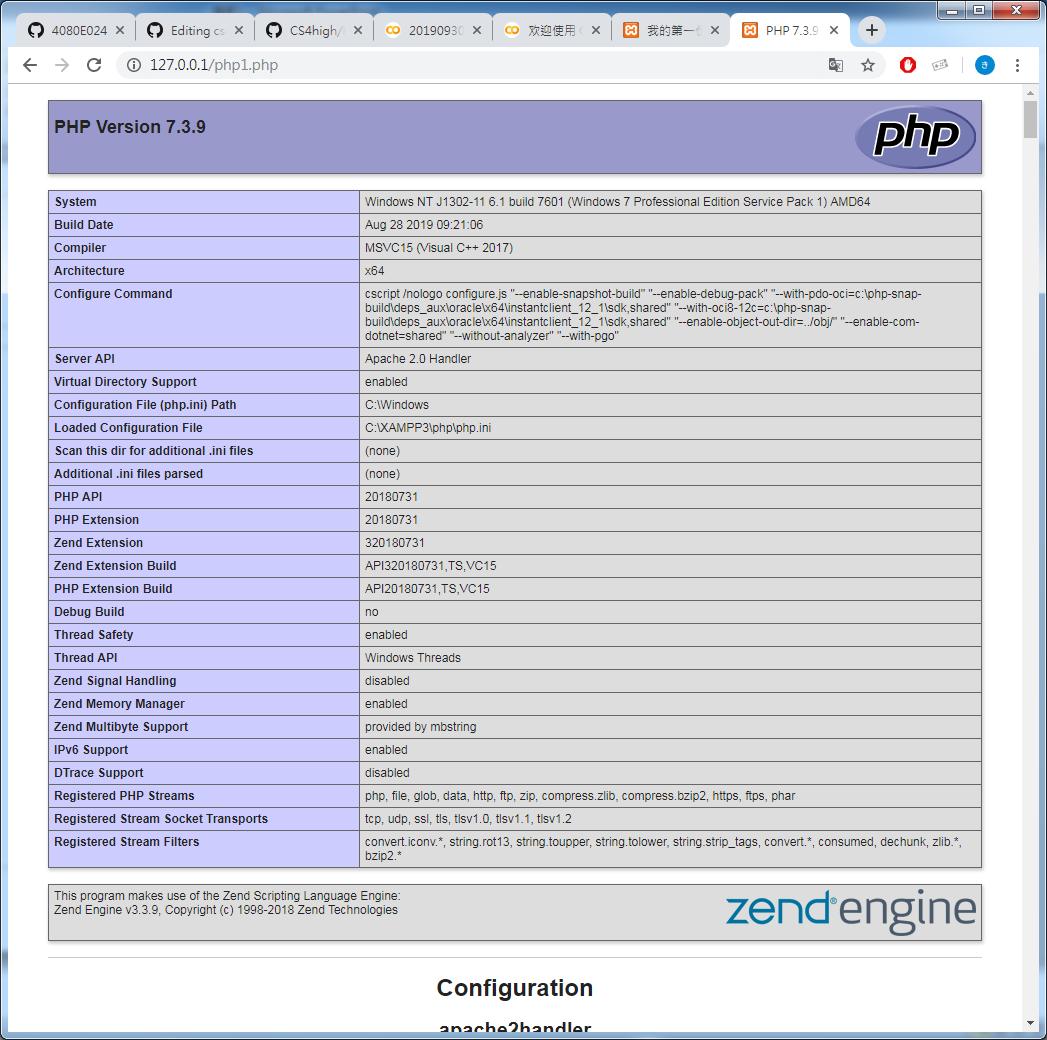 4080E024
Editing cs
CS4high/
20190930
歡迎使用 C
我的第一份
PHP 7.3.9
127.0.0.1/php1.php
き
PHP Version 7.3.9
php
System Windows NT J1302-11 6.1 build 7601 (Windows 7 Professional Edition Service Pack 1) AMD64
Build Date Aug 28 2019 09:21:06
Compiler MSVC15 (Visual C++ 2017)
Architecture x64
Configure Command cscript /nologo configure.js "--enable-snapshot-build" "--enable-debug-pack" "--with-pdo-oci=c:\php-snap-
build\deps_aux\oracle\x64\instantclient_12_1\sdk,shared" "--with-oci8-12c=c:\php-snap-
build\deps_aux\oracle\x64\instantclient_12_1\sdk,shared" "--enable-object-out-dir=../obj/" "--enable-com-
dotnet=shared" "--without-analyzer" "--with-pgo"
Server API Apache 2.0 Handler
Virtual Directory Support enabled
Configuration File (php.ini) Path C:\Windows
Loaded Configuration File C:\XAMPP3\php\php.ini
Scan this dir for additional .ini files (none)
Additional .ini files parsed (none)
PHP API 20180731
PHP Extension 20180731
Zend Extension 320180731
Zend Extension Build API320180731,TS,VC15
PHP Extension Build API20180731,TS,VC15
Debug Build no
Thread Safety enabled
Thread API Windows Threads
Zend Signal Handling disabled
Zend Memory Manager enabled
Zend Multibyte Support provided by mbstring
IPv6 Support enabled
DTrace Support disabled
Registered PHP Streams php, file, glob, data, http, ftp, zip, compress.zlib, compress.bzip2, https, ftps, phar
Registered Stream Socket Transports tcp, udp, ssl, tls, tlsv1.0, tlsv1.1, tlsv1.2
Registered Stream Filters convert.iconv.*, string.rot13, string.toupper, string.tolower, string.strip_tags, convert.*, consumed, dechunk, zlib.*,
bzip2.*
This program makes use of the Zend Scripting Language Engine:
Zend Engine v3.3.9, Copyright (c) 1998-2018 Zend Technologies
zend® engine
Configuration
apache2handler